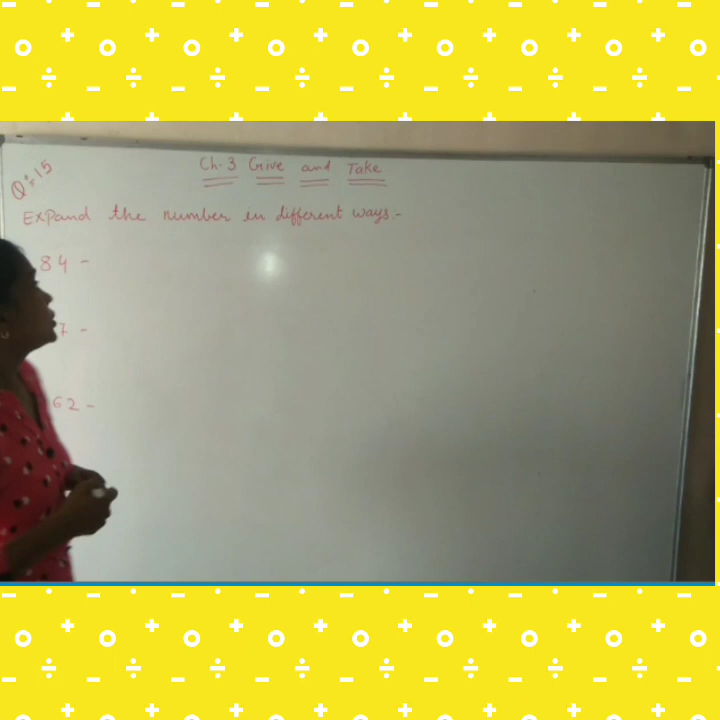 Ch-3 Give and Take
Q:-15
Expand the number in different ways:-
84 -
7 -
62 -